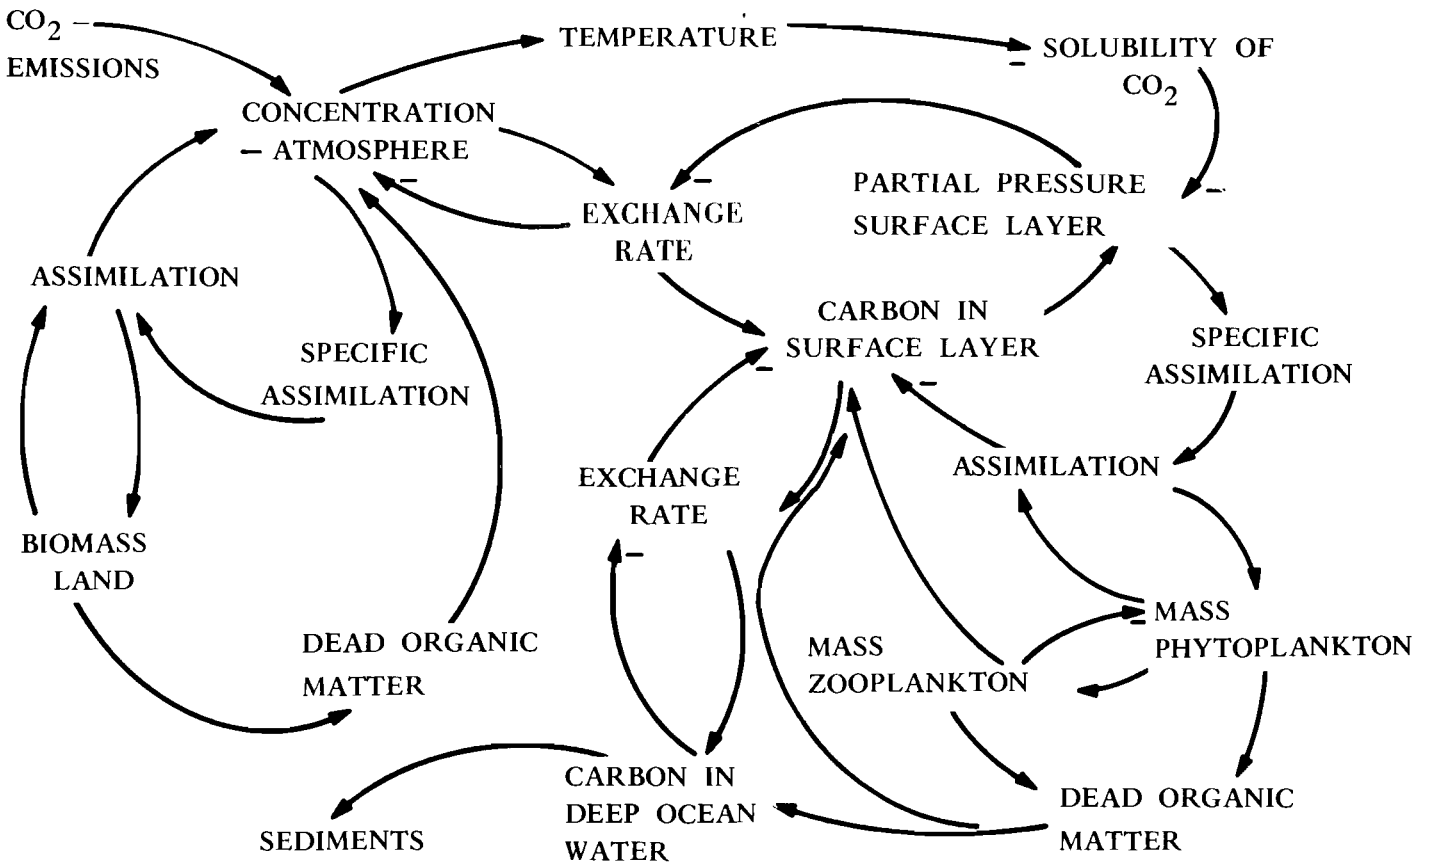 CO2
EMISSIONS
TEMPERATURE
SOLUBILITY OF
CO2
CONCENTRATION
– ATMOSPHERE
PARTIAL PRESSURE
SURFACE LAYER
EXCHANGE
RATE
ASSIMILATION
CARBON IN
SURFACE LAYER
SPECIFIC
ASSIMILATION
SPECIFIC
ASSIMILATION
ASSIMILATION
EXCHANGE
RATE
BIOMASS
LAND
MASS
PHYTOPLANKTON
DEAD ORGANIC
MATTER
MASS
ZOOPLANKTON
CARBON IN
DEEP OCEAN
WATER
DEAD ORGANIC
MATTER
SEDIMENTS